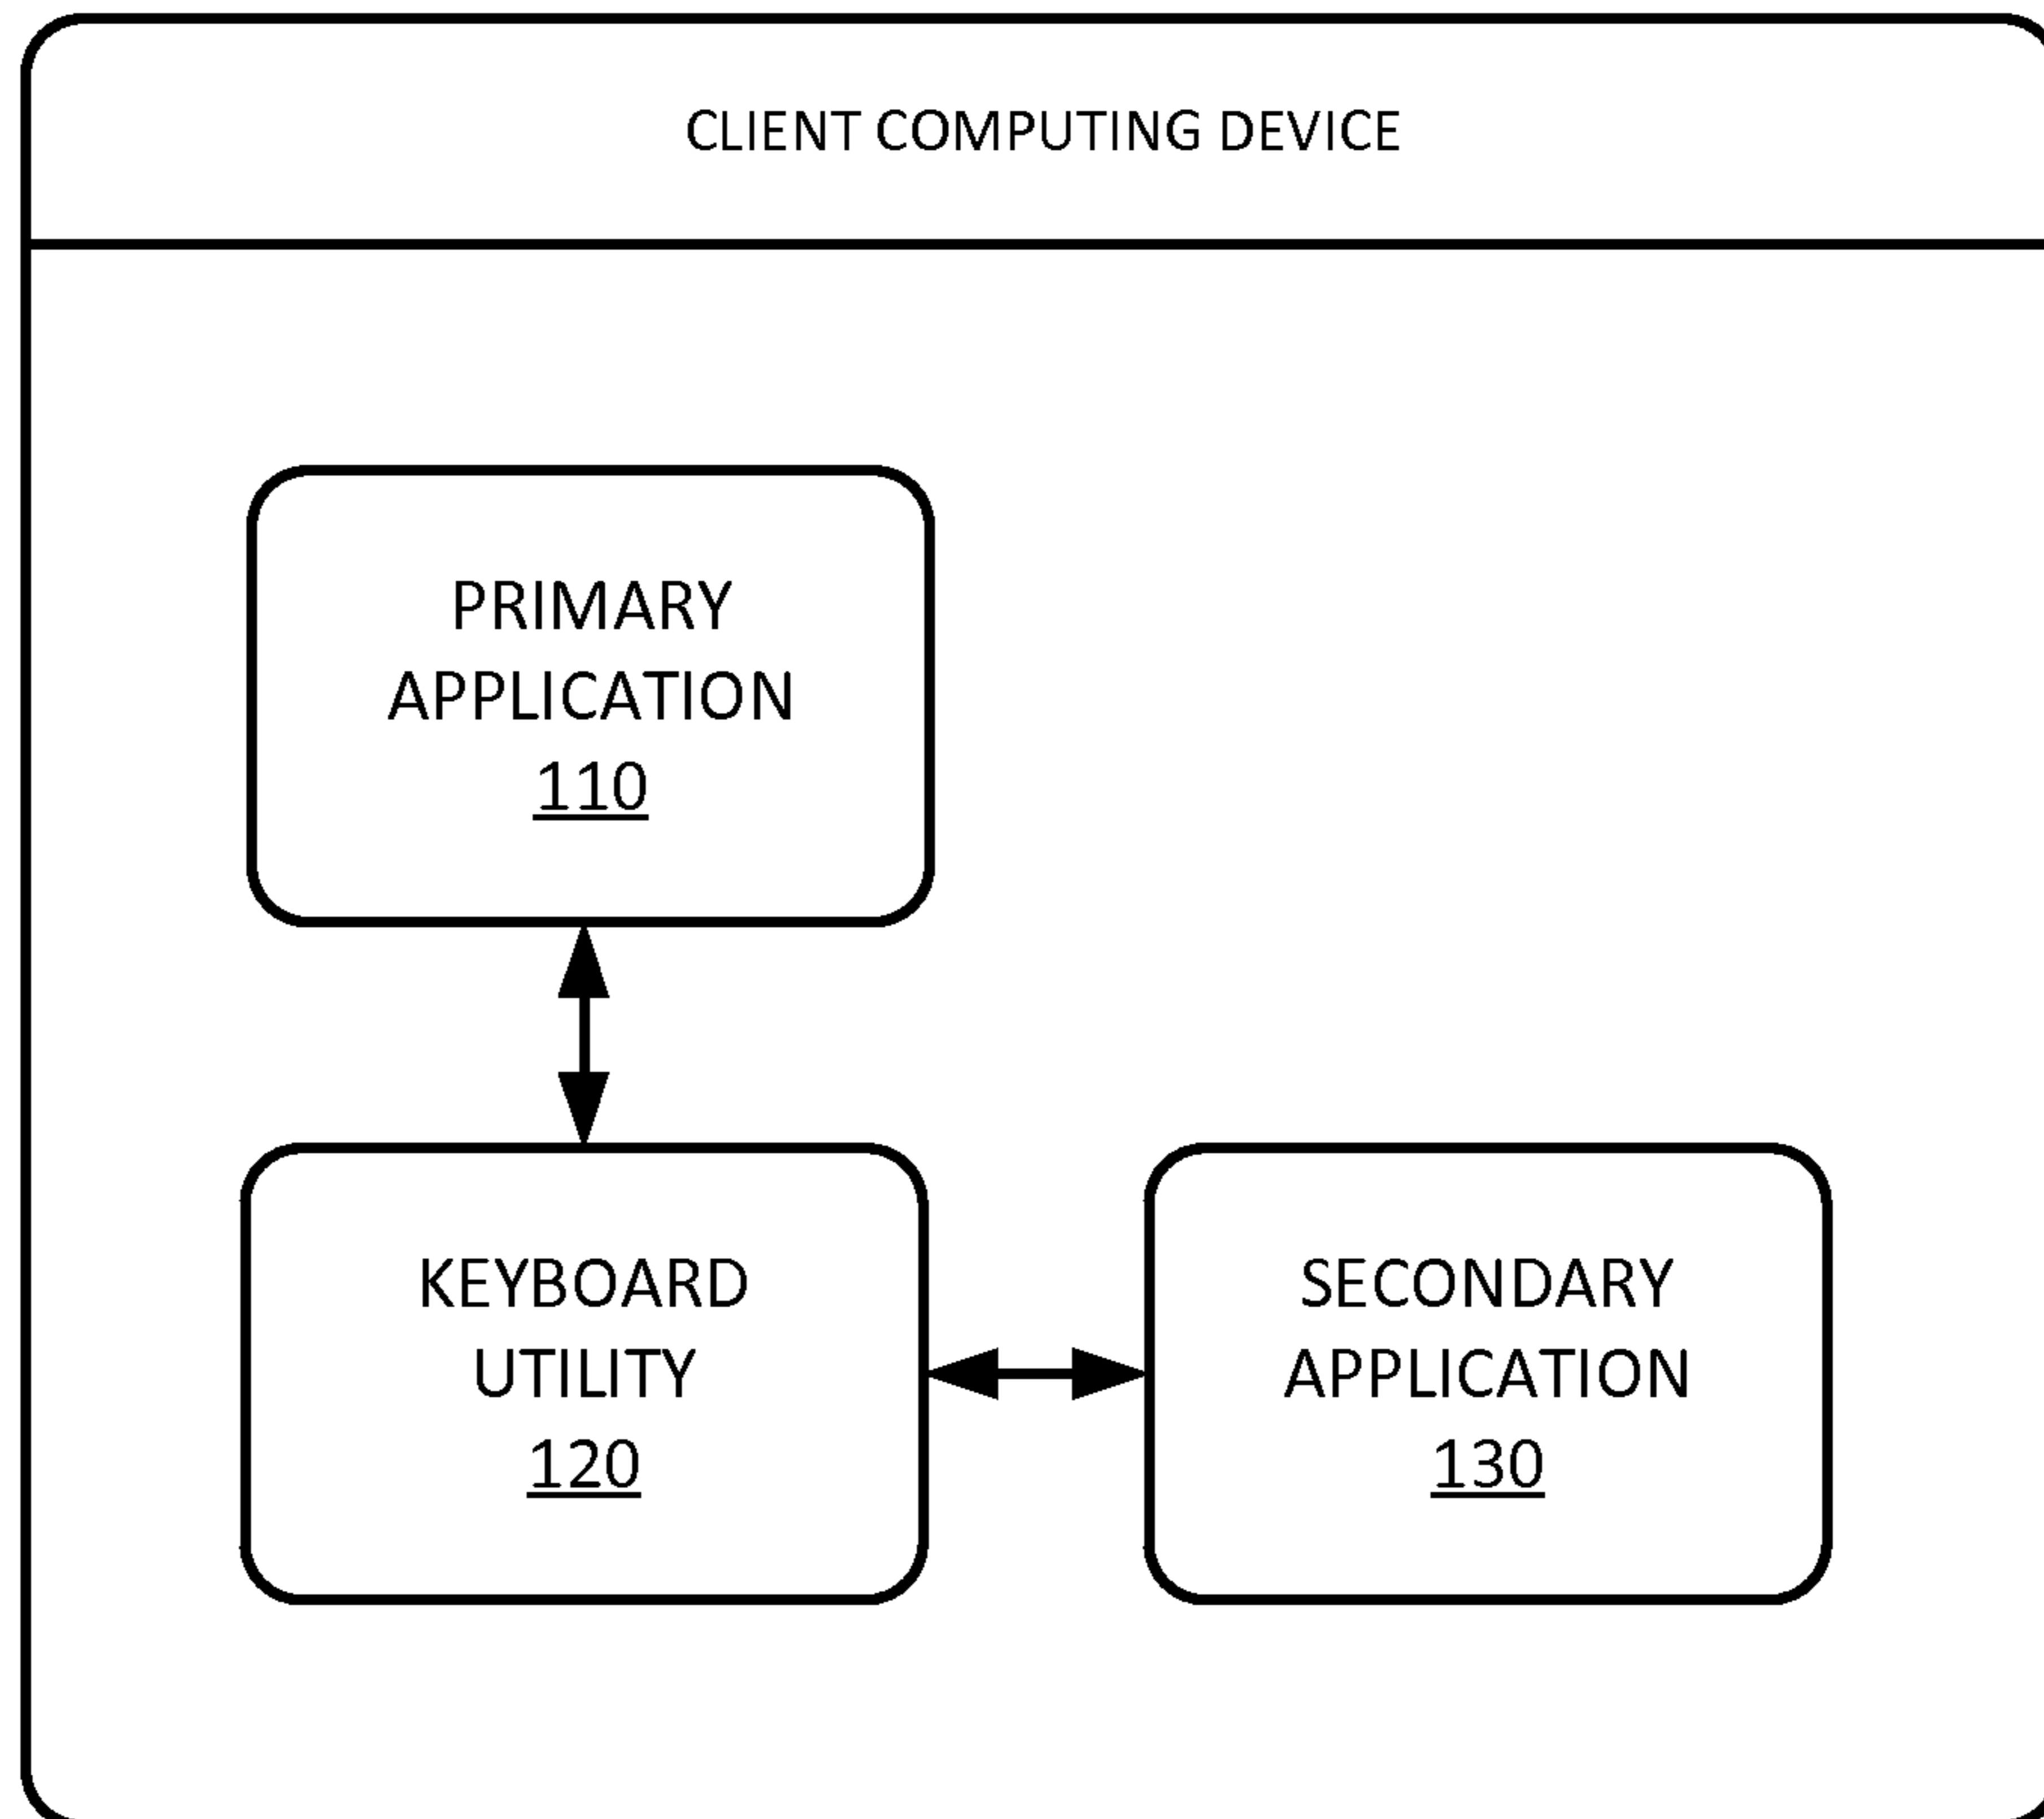 CLIENT COMPUTING DEVICE
PRIMARY
APPLICATION
110
KEYBOARD
UTILITY
120
SECONDARY
APPLICATION
130